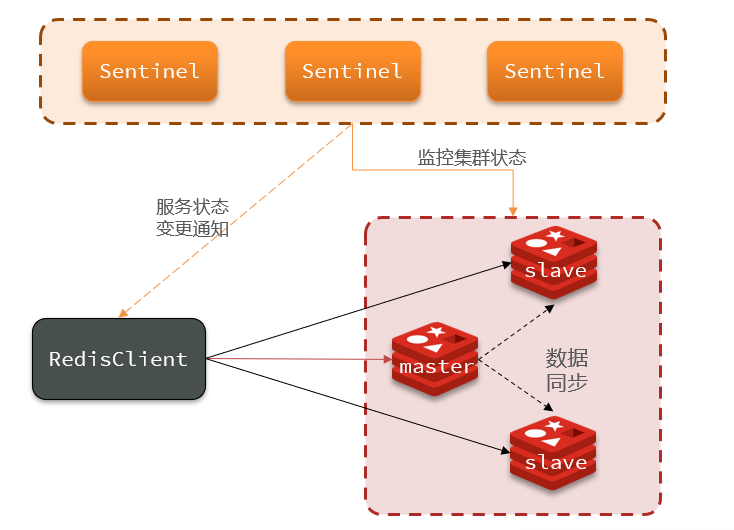 Sentinel
Sentinel
Sentinel
监控集群状态
服务状态
变更通知
slave
RedisClient
master
数据
同步
slave